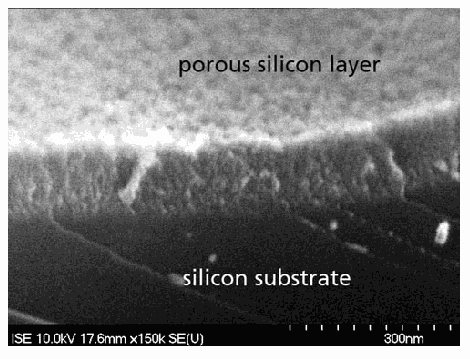 porous silicon layer
silicon substrate
ISE 10.0kV 17.6mm x150k SE(U) 300nm